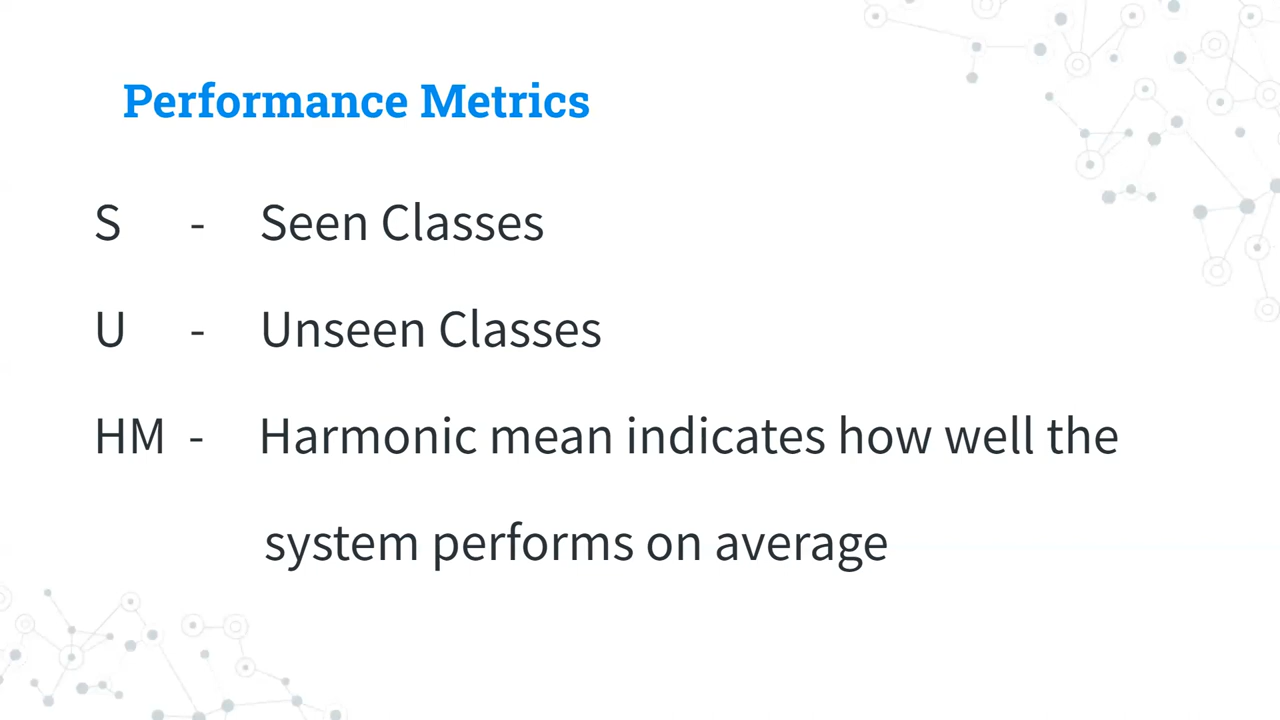 Performance Metrics
S - Seen Classes
U - Unseen Classes
HM - Harmonic mean indicates how well the
system performs on average